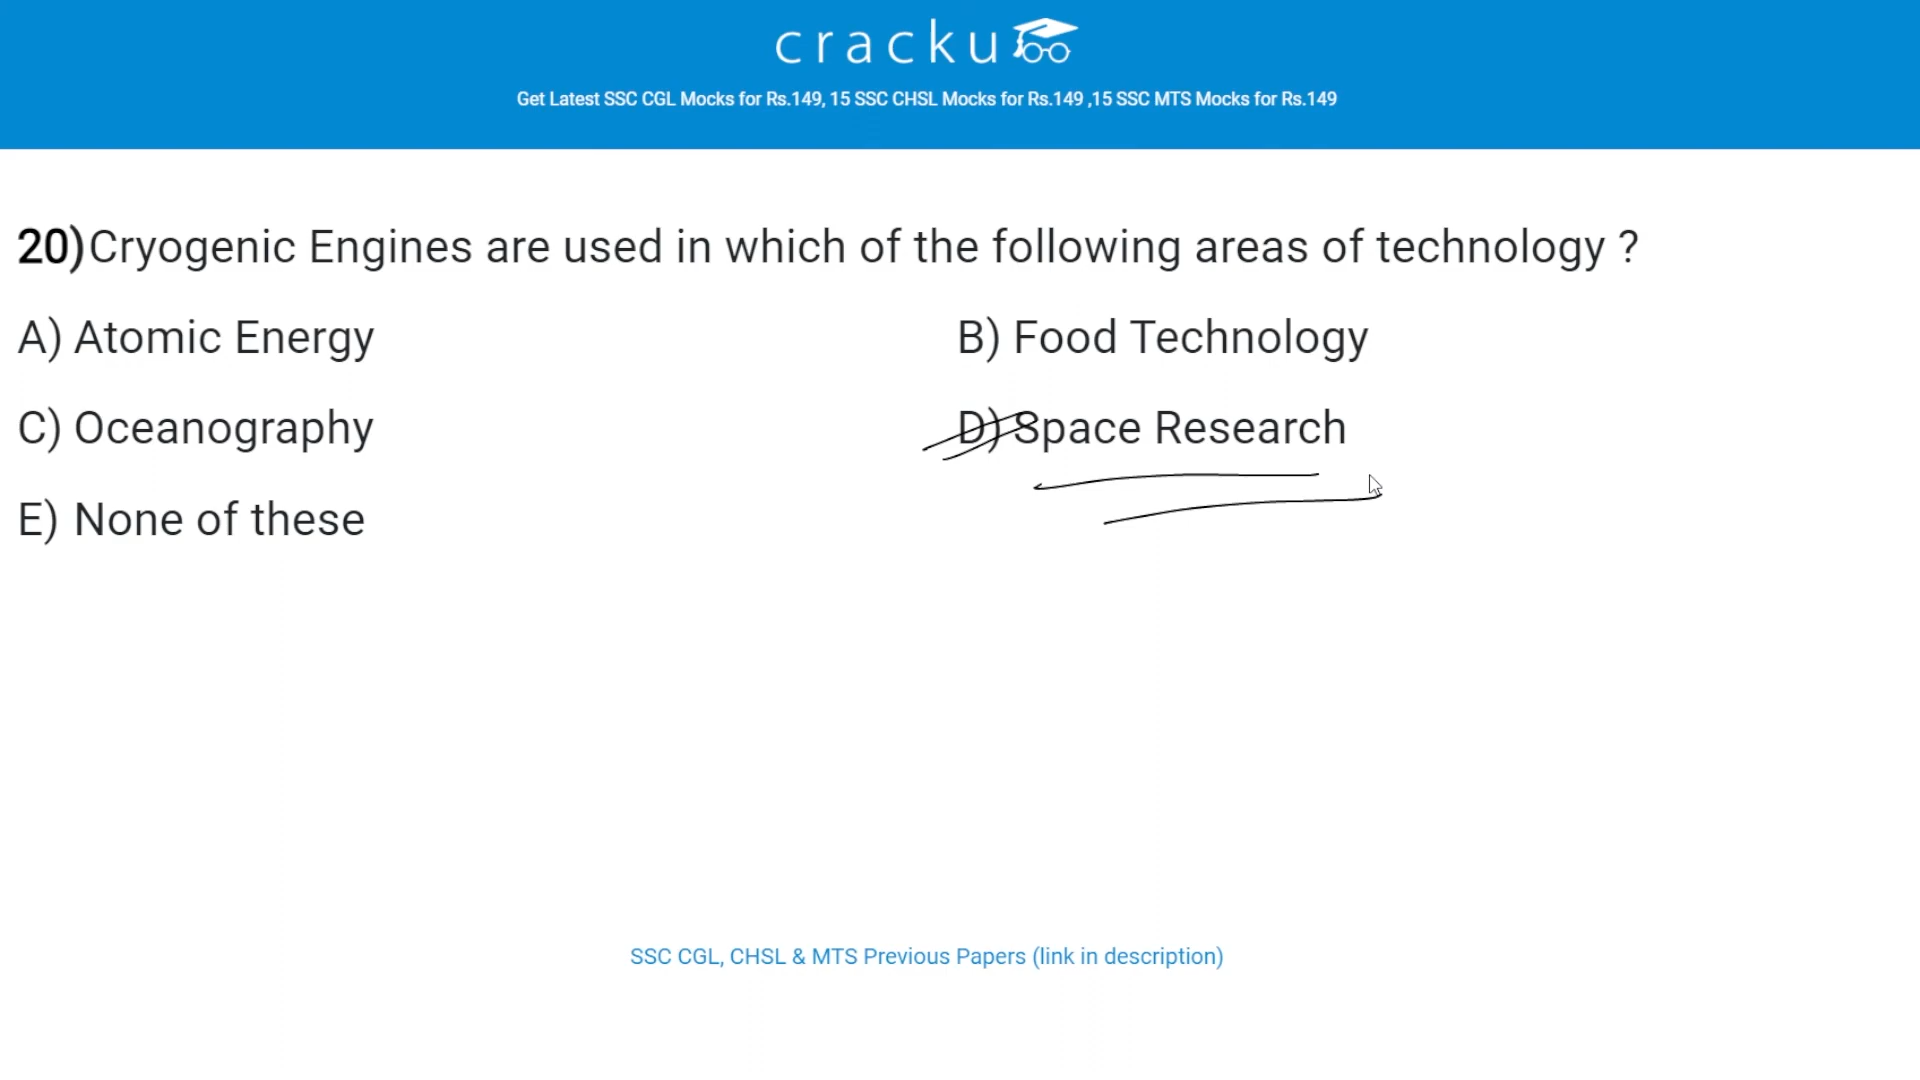 cracku
Get Latest SSC CGL Mocks for Rs.149, 15 SSC CHSL Mocks for Rs.149 ,15 SSC MTS Mocks for Rs.149
20)Cryogenic Engines are used in which of the following areas of technology ?
A) Atomic Energy
B) Food Technology
C) Oceanography
D) Space Research
E) None of these
SSC CGL, CHSL & MTS Previous Papers (link in description)